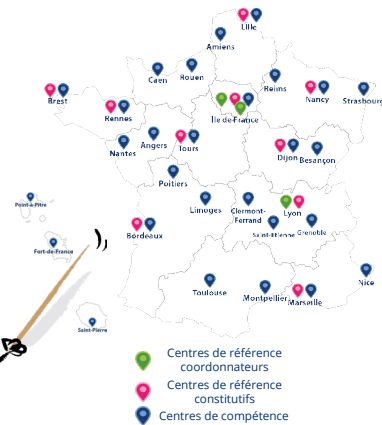 Lille
Amiens
Caen
Rouen
Reims
Brest
Rennes
Ile de France
Nancy
Strasbourg
Nantes
Angers
Tours
Dijon
Besançon
Poitiers
Point-à-Pitre
Limoges
Clermont-
Ferrand
Lyon
Saint-Etienne
Grenoble
Bordeaux
Fort-de-France
Toulouse
Montpellier
Marseille
Nice
Saint-Pierre
Centres de référence
coordonnateurs
Centres de référence
constitutifs
Centres de compétence